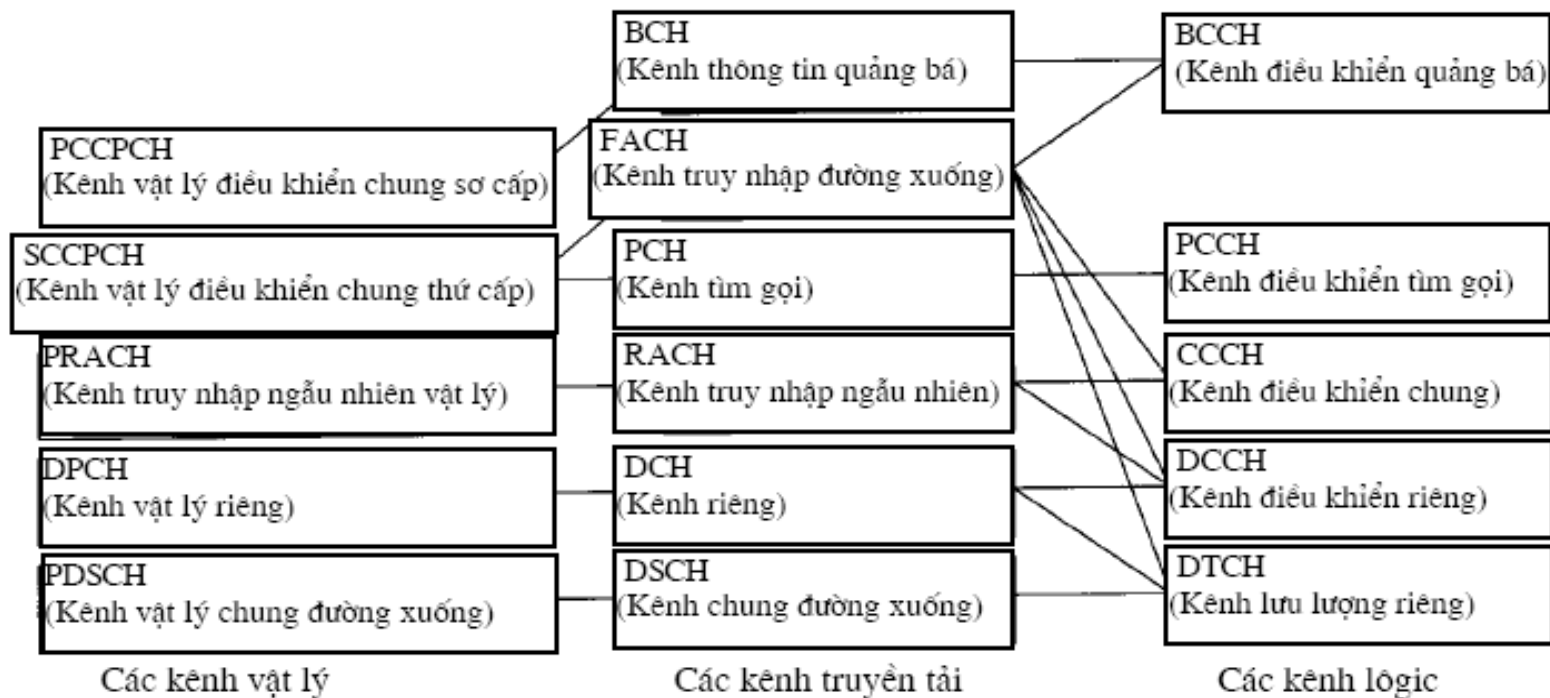 PCCPCH
(Kênh vật lý điều khiển chung sơ cấp)
SCCPCH
(Kênh vật lý điều khiển chung thứ cấp)
PRACH
(Kênh truy nhập ngẫu nhiên vật lý)
DPCH
(Kênh vật lý riêng)
PDSCH
(Kênh vật lý chung đường xuống)
Các kênh vật lý
BCH
(Kênh thông tin quảng bá)
FACH
(Kênh truy nhập đường xuống)
PCH
(Kênh tìm gọi)
RACH
(Kênh truy nhập ngẫu nhiên)
DCH
(Kênh riêng)
DSCH
(Kênh chung đường xuống)
Các kênh truyền tải
BCCH
(Kênh điều khiển quảng bá)
PCCH
(Kênh điều khiển tìm gọi)
CCCH
(Kênh điều khiển chung)
DCCH
(Kênh điều khiển riêng)
DTCH
(Kênh lưu lượng riêng)
Các kênh lôgic